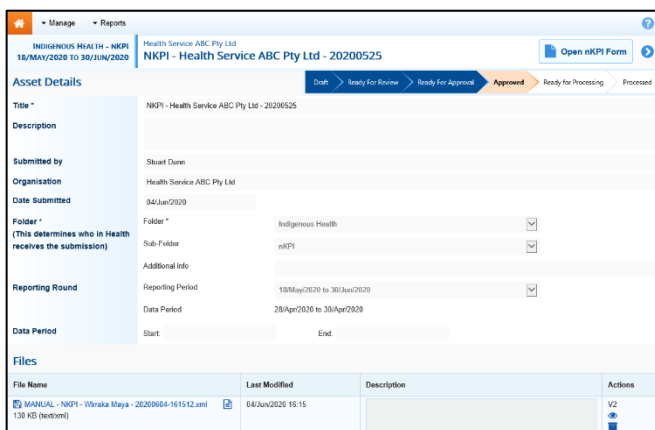 Manage Reports
INDIGENOUS HEALTH - NKPI
18/MAY/2020 TO 30/JUN/2020
Health Service ABC Pty Ltd
NKPI - Health Service ABC Pty Ltd - 20200525
Open nKPI Form
Asset Details
Draft Ready For Review Ready For Approval Approved Ready for Processing Processed
Title * NKPI - Health Service ABC Pty Ltd - 20200525
Description
Submitted by Stuart Dunn
Organisation Health Service ABC Pty Ltd
Date Submitted 04/Jun/2020
Folder * Folder * Indigenous Health
(This determines who in Health
receives the submission) Sub-Folder nKPI
Additional info
Reporting Round Reporting Period 18/May/2020 to 30/Jun/2020
Data Period 28/Apr/2020 to 30/Apr/2020
Data Period Start: End:
Files
File Name Last Modified Description Actions
MANUAL - NKPI - Wirraka Maya - 20200604-161512.xml 04/Jun/2020 16:15 V2
130 KB (text/xml)